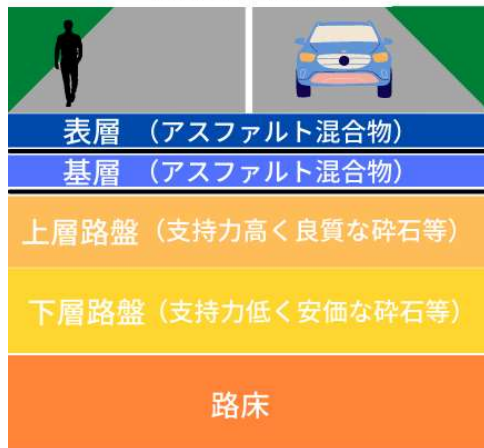 表層（アスファルト混合物）
基層（アスファルト混合物）
上層路盤（支持力高く良質な砕石等）
下層路盤（支持力低く安価な砕石等）
路床